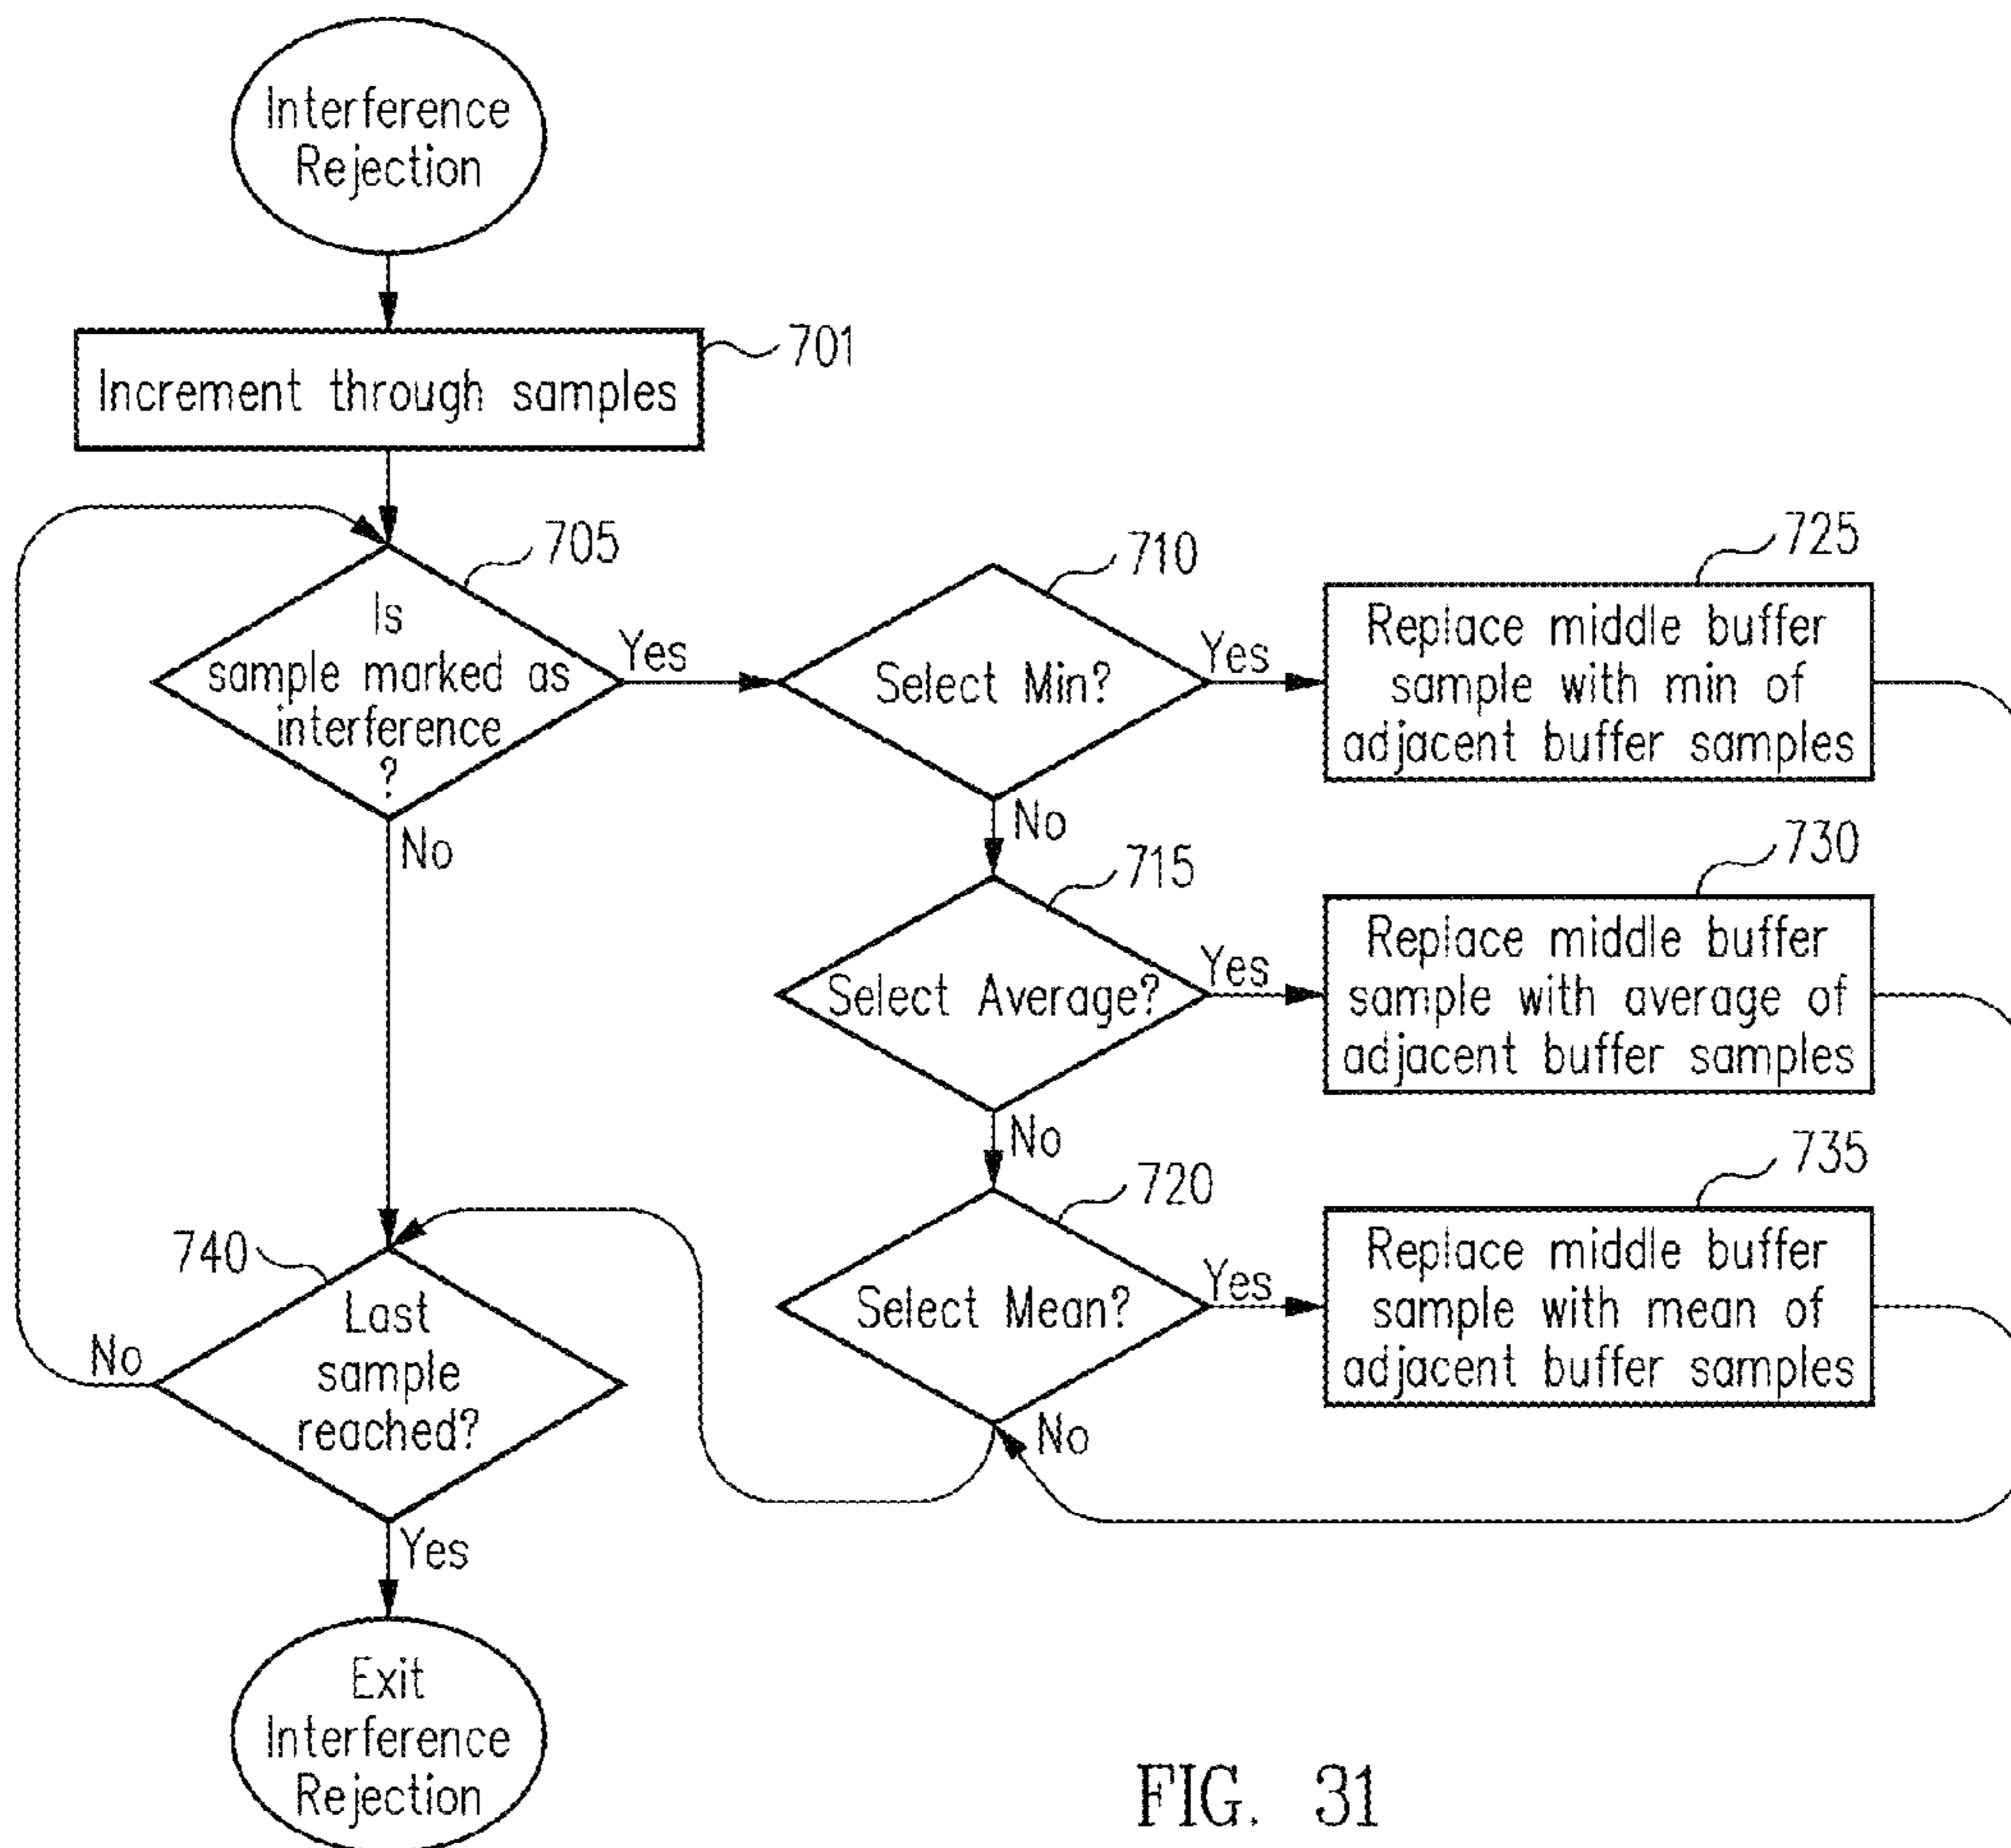 Interference
Rejection
701
Increment through samples
705
Is
sample marked as
interference
?
Yes
No
710
Select Min?
Yes
No
725
Replace middle buffer
sample with min of
adjacent buffer samples
715
Select Average?
Yes
No
730
Replace middle buffer
sample with average of
adjacent buffer samples
720
Select Mean?
Yes
No
735
Replace middle buffer
sample with mean of
adjacent buffer samples
740
Last
sample
reached?
No
Yes
Exit
Interference
Rejection
FIG. 31